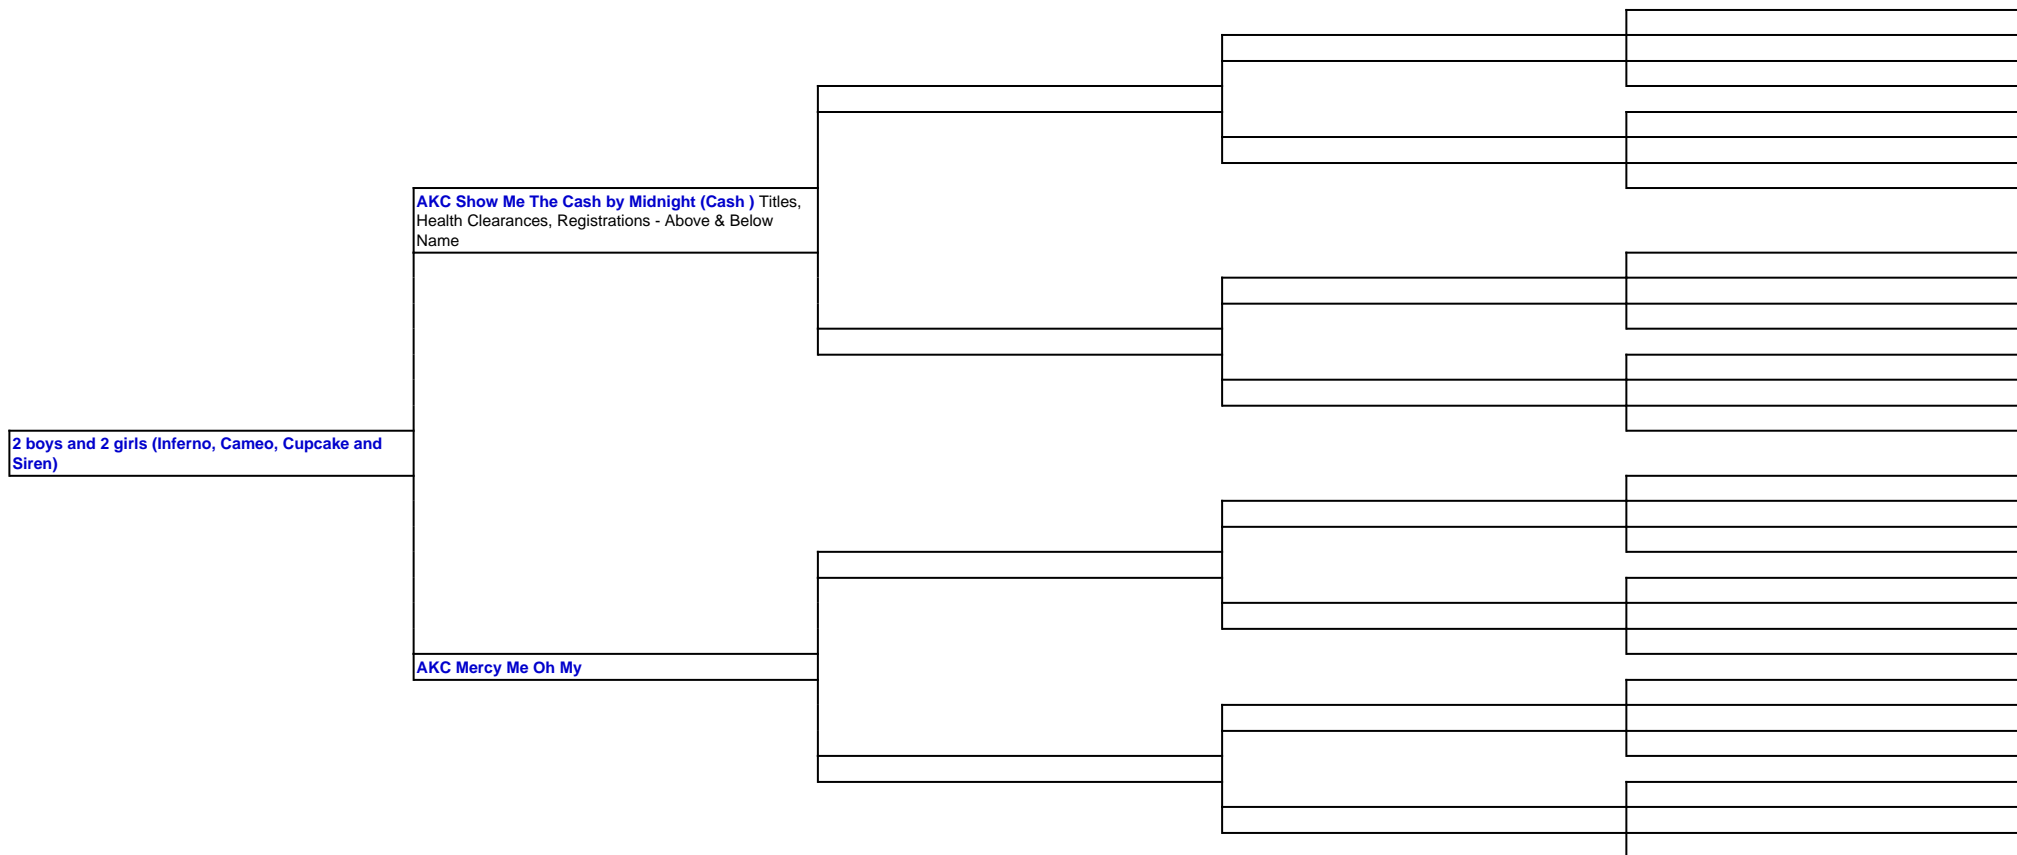 AKC Show Me The Cash by Midnight (Cash ) Titles,
Health Clearances, Registrations - Above & Below
Name
2 boys and 2 girls (Inferno, Cameo, Cupcake and
Siren)
AKC Mercy Me Oh My